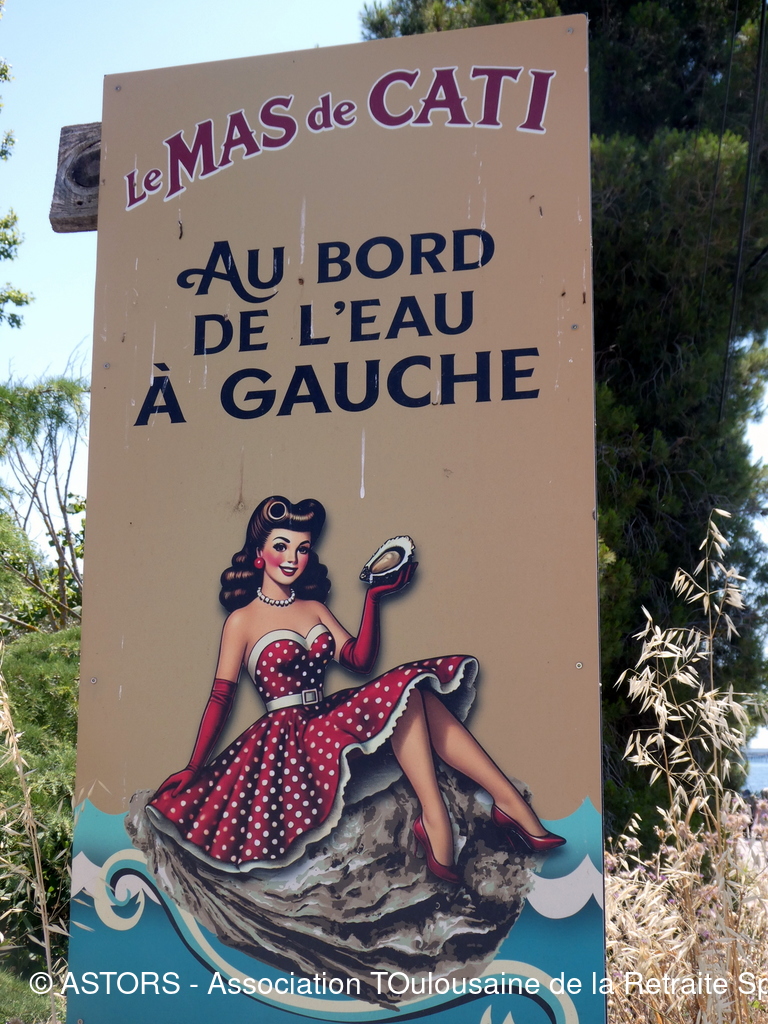 Le MAS de CATI
AU BORD
DE L'EAU
À GAUCHE
© ASTORS - Association TOulousaine de la Retraite Sp